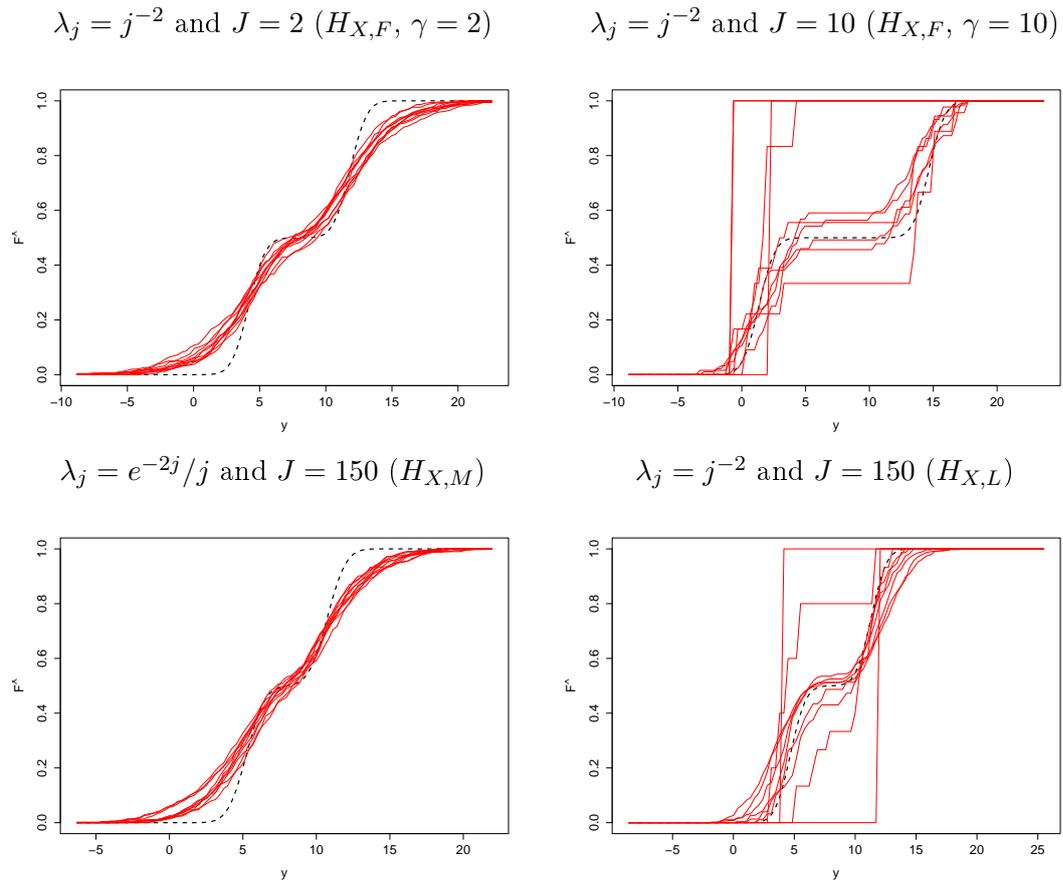 λ_j = j^{−2} and J = 2 (H_{X,F}, γ = 2)
λ_j = j^{−2} and J = 10 (H_{X,F}, γ = 10)
1.0
0.8
0.6
0.4
0.2
0.0
F^
−10 −5 0 5 10 15 20
y
1.0
0.8
0.6
0.4
0.2
0.0
F^
−10 −5 0 5 10 15 20
y
λ_j = e^{−2j}/j and J = 150 (H_{X,M})
λ_j = j^{−2} and J = 150 (H_{X,L})
1.0
0.8
0.6
0.4
0.2
0.0
F^
−5 0 5 10 15 20
y
1.0
0.8
0.6
0.4
0.2
0.0
F^
−5 0 5 10 15 20 25
y